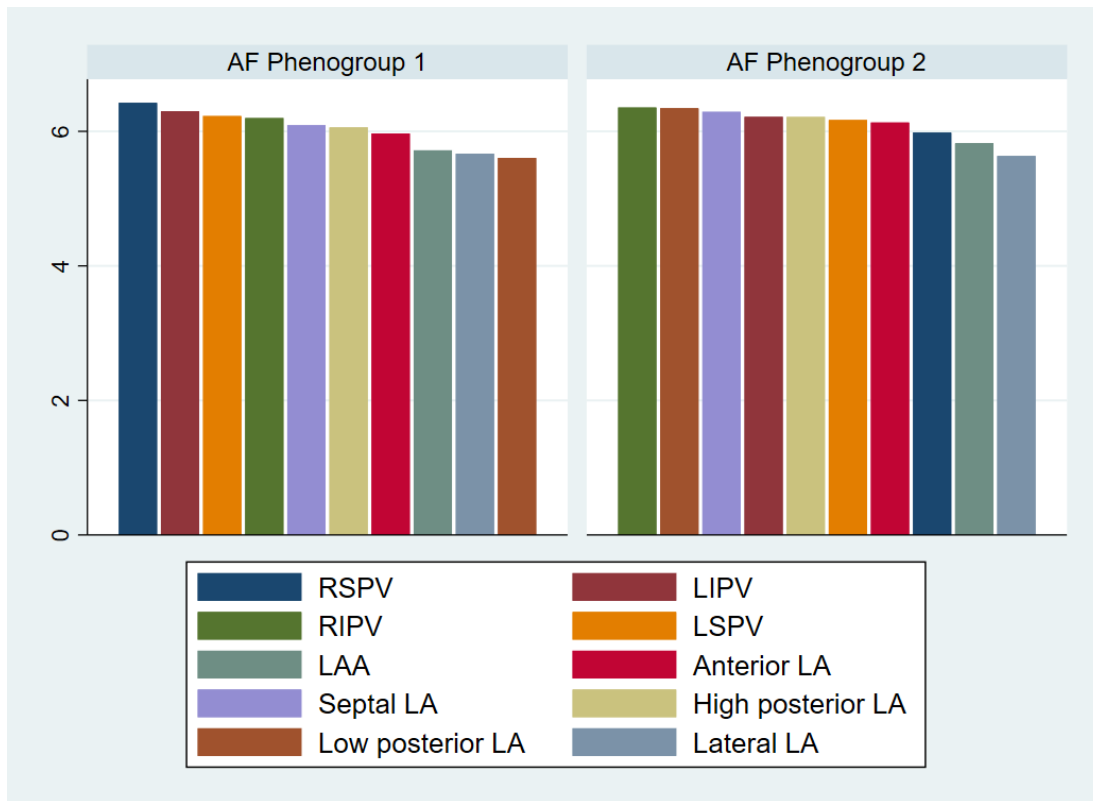 AF Phenogroup 1
AF Phenogroup 2
6
4
2
0
RSPV
LIPV
RIPV
LSPV
LAA
Anterior LA
Septal LA
High posterior LA
Low posterior LA
Lateral LA